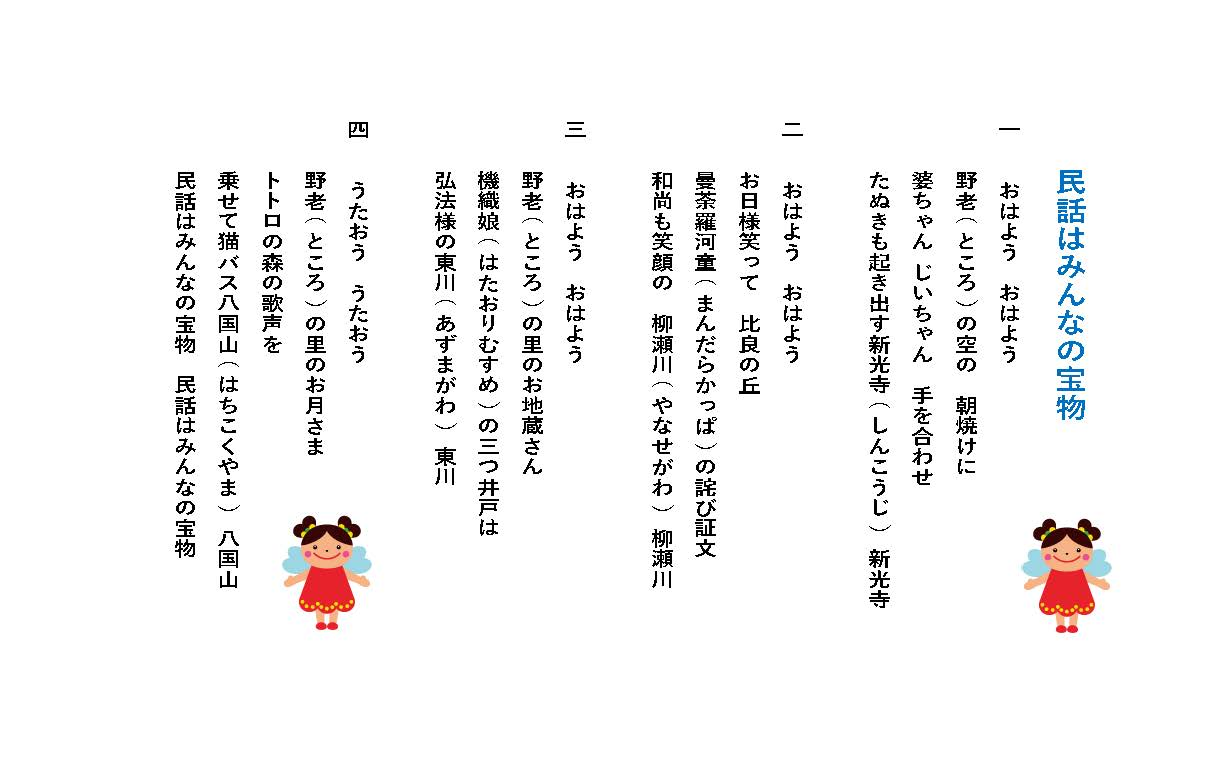 民話はみんなの宝物
一　おはよう　おはよう
野老（ところ）の空の　朝焼けに
婆ちゃん じいちゃん　手を合わせ
たぬきも起き出す新光寺（しんこうじ）　新光寺
二　おはよう　おはよう
お日様笑って　比良の丘
曼荼羅河童（まんだらかっぱ）の詫び証文
和尚も笑顔の　柳瀬川（やなせがわ）　柳瀬川
三　おはよう　おはよう
野老（ところ）の里のお地蔵さん
機織娘（はたおりむすめ）の三つ井戸は
弘法様の東川（あずまがわ）　東川
四　うたおう　うたおう
野老（ところ）の里のお月さま
トトロの森の歌声を
乗せて猫バス八国山（はちこくやま）　八国山
民話はみんなの宝物　民話はみんなの宝物